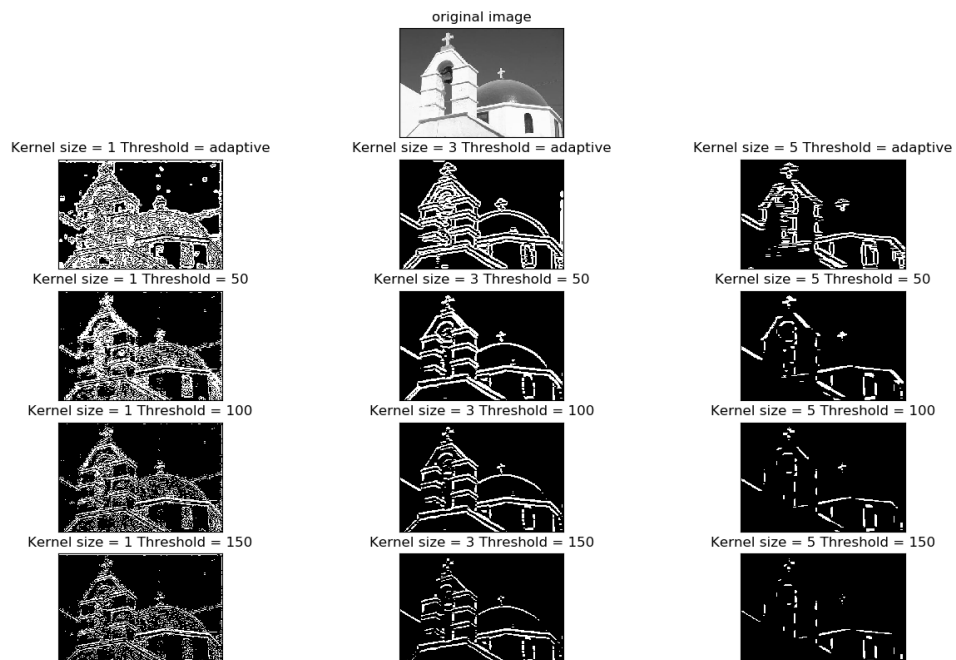 original image
Kernel size = 1 Threshold = adaptive
Kernel size = 3 Threshold = adaptive
Kernel size = 5 Threshold = adaptive
Kernel size = 1 Threshold = 50
Kernel size = 3 Threshold = 50
Kernel size = 5 Threshold = 50
Kernel size = 1 Threshold = 100
Kernel size = 3 Threshold = 100
Kernel size = 5 Threshold = 100
Kernel size = 1 Threshold = 150
Kernel size = 3 Threshold = 150
Kernel size = 5 Threshold = 150